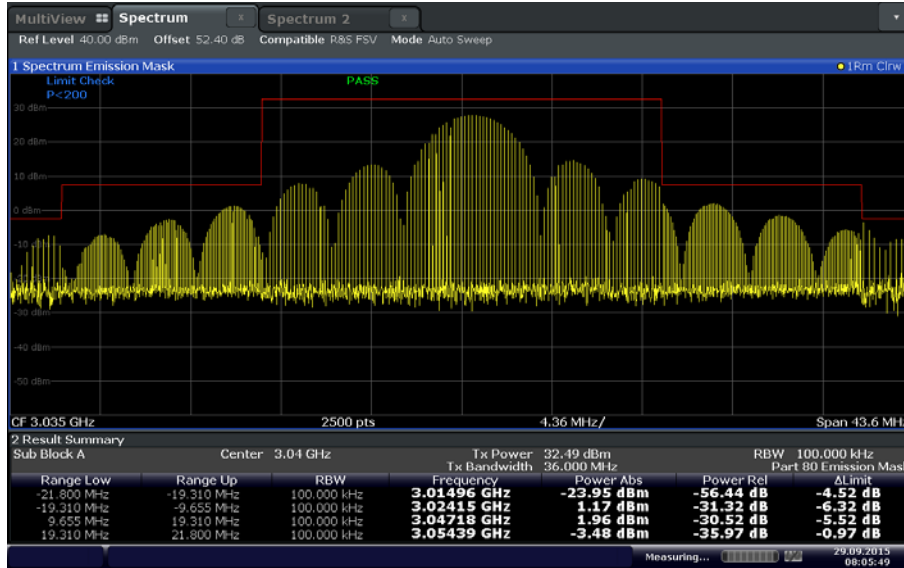 MultiView Spectrum x Spectrum 2 x
Ref Level 40.00 dBm Offset 52.40 dB Compatible R&S FSV Mode Auto Sweep
1 Spectrum Emission Mask 1Rm Clrw
Limit Check PASS
P<200
30 dBm
20 dBm
10 dBm
0 dBm
-10 dBm
-30 dBm
-40 dBm
-50 dBm
CF 3.035 GHz 2500 pts 4.36 MHz/ Span 43.6 MHz
2 Result Summary
Sub Block A Center 3.04 GHz Tx Power 32.49 dBm RBW 100.000 kHz
Tx Bandwidth 36.000 MHz Part 80 Emission Mask
Range Low Range Up RBW Frequency Power Abs Power Rel ΔLimit
-21.800 MHz -19.310 MHz 100.000 kHz 3.01496 GHz -23.95 dBm -56.44 dB -4.52 dB
-19.310 MHz -9.655 MHz 100.000 kHz 3.02415 GHz 1.17 dBm -31.32 dB -6.32 dB
9.655 MHz 19.310 MHz 100.000 kHz 3.04718 GHz 1.96 dBm -30.52 dB -5.52 dB
19.310 MHz 21.800 MHz 100.000 kHz 3.05439 GHz -3.48 dBm -35.97 dB -0.97 dB
Measuring... 29.09.2015
08:05:49